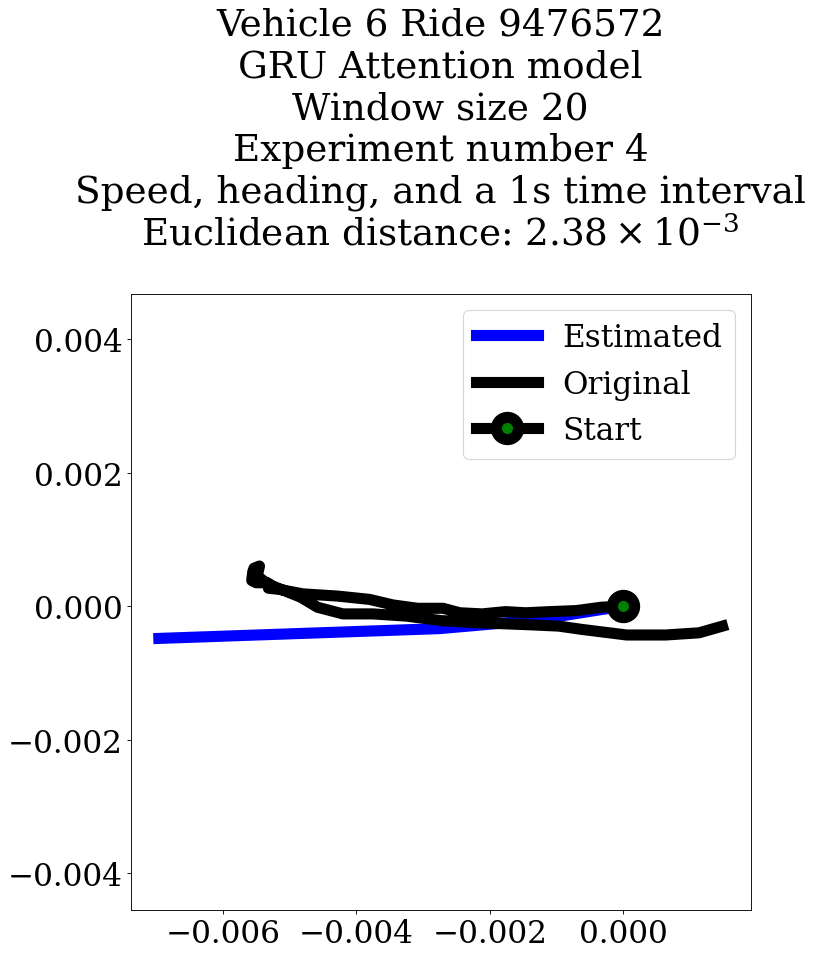 Vehicle 6 Ride 9476572
GRU Attention model
Window size 20
Experiment number 4
Speed, heading, and a 1s time interval
Euclidean distance: 2.38 × 10⁻³
Estimated
Original
Start
0.004
0.002
0.000
−0.002
−0.004
−0.006 −0.004 −0.002 0.000